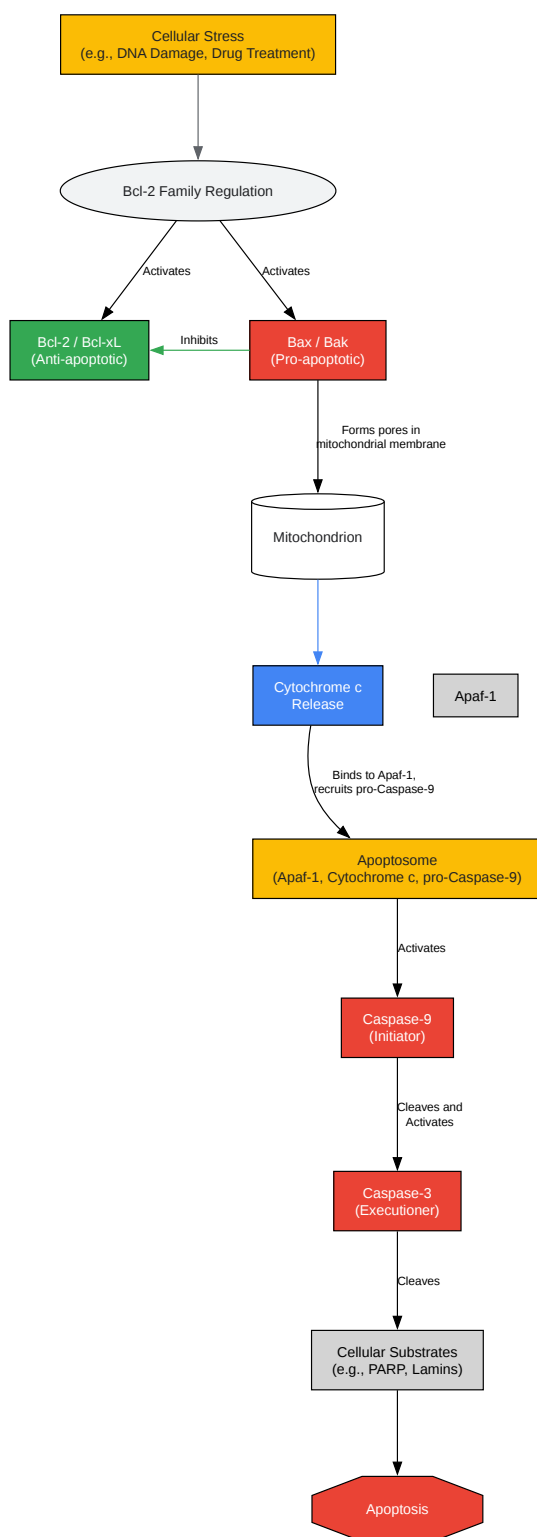 Cellular Stress
(e.g., DNA Damage, Drug Treatment)
Bcl-2 Family Regulation
Activates
Activates
Bcl-2 / Bcl-xL
(Anti-apoptotic)
Inhibits
Bax / Bak
(Pro-apoptotic)
Forms pores in
mitochondrial membrane
Mitochondrion
Cytochrome c
Release
Apaf-1
Binds to Apaf-1,
recruits pro-Caspase-9
Apoptosome
(Apaf-1, Cytochrome c, pro-Caspase-9)
Activates
Caspase-9
(Initiator)
Cleaves and
Activates
Caspase-3
(Executioner)
Cleaves
Cellular Substrates
(e.g., PARP, Lamins)
Apoptosis